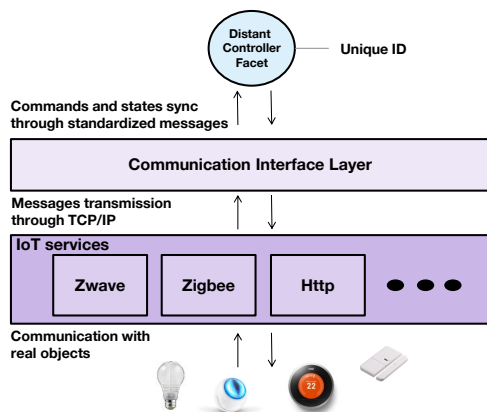 Distant
Controller
Facet
Unique ID
Commands and states sync
through standardized messages
Communication Interface Layer
Messages transmission
through TCP/IP
IoT services
Zwave
Zigbee
Http
Communication with
real objects
22